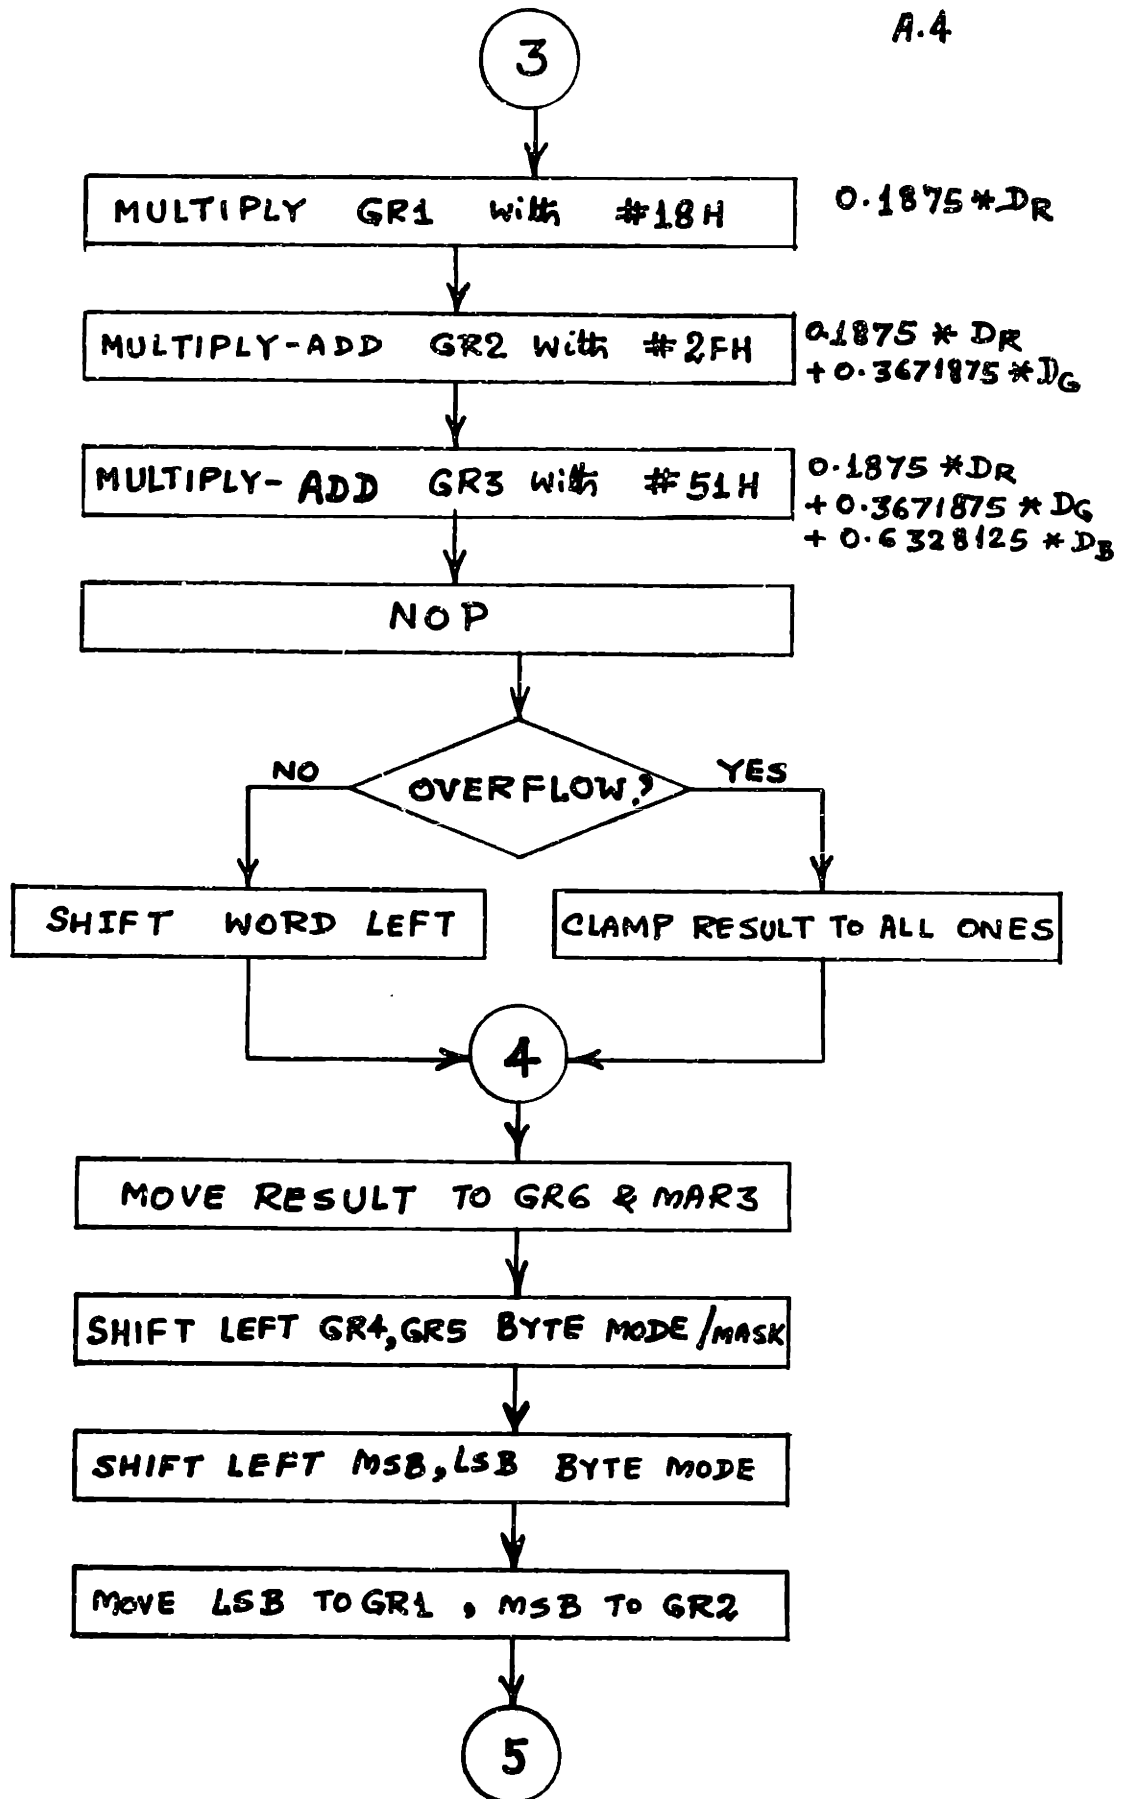 A.4
3
MULTIPLY GR1 with #18H
0.1875 * DR
MULTIPLY-ADD GR2 with #2FH
0.1875 * DR
+ 0.3671875 * DG
MULTIPLY-ADD GR3 with #51H
0.1875 * DR
+ 0.3671875 * DG
+ 0.6328125 * DB
NOP
OVERFLOW?
NO
YES
SHIFT WORD LEFT
CLAMP RESULT TO ALL ONES
4
MOVE RESULT TO GR6 & MAR3
SHIFT LEFT GR4,GR5 BYTE MODE/MASK
SHIFT LEFT MSB,LSB BYTE MODE
MOVE LSB TO GR1 , MSB TO GR2
5